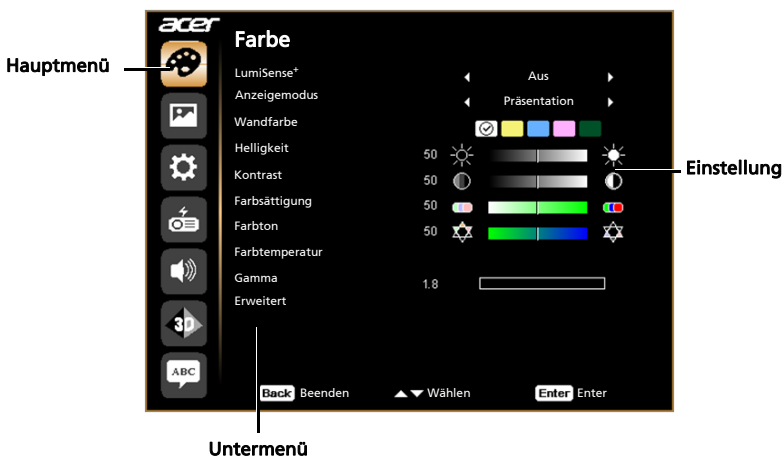 acer
Farbe
Hauptmenü
LumiSense+ Aus
Anzeigemodus Präsentation
Wandfarbe
Helligkeit 50
Kontrast 50
Einstellung
Farbsättigung 50
Farbton 50
Farbtemperatur
Gamma 1.8
Erweitert
3D
ABC
Back Beenden Wählen Enter Enter
Untermenü